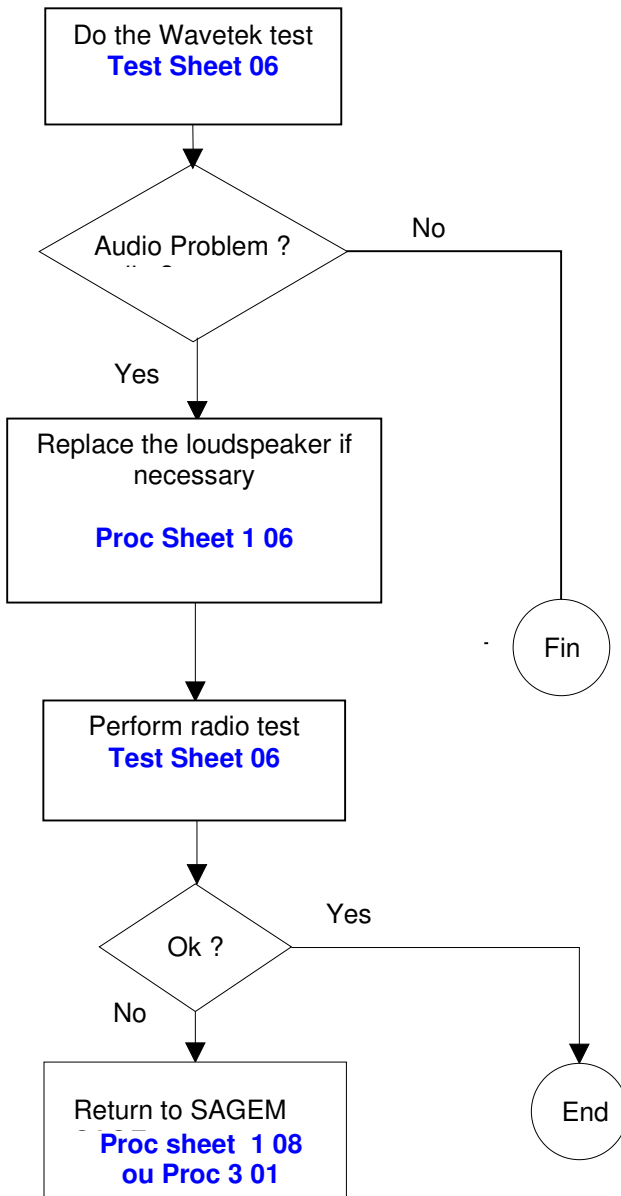 Do the Wavetek test
Test Sheet 06
Audio Problem ?
No
Yes
Replace the loudspeaker if
necessary
Proc Sheet 1 06
Fin
Perform radio test
Test Sheet 06
Ok ?
Yes
No
Return to SAGEM
Proc sheet 1 08
ou Proc 3 01
End